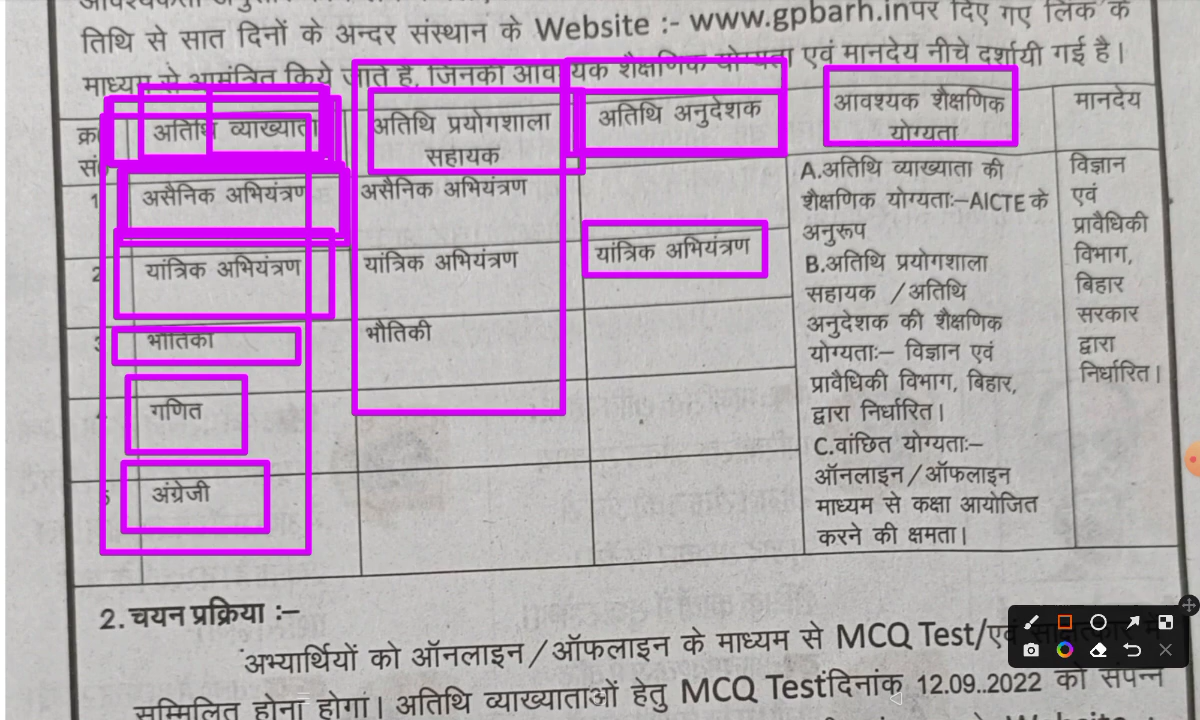 तिथि से सात दिनों के अन्दर संस्थान के Website :- www.gpbarh.inपर दिए गए लिंक के
माध्यम से आमंत्रित किये जाते है, जिनकी आवश्यक शैक्षणिक योग्यता एवं मानदेय नीचे दर्शायी गई है।
अतिथि व्याख्याता
अतिथि प्रयोगशाला
सहायक
अतिथि अनुदेशक
आवश्यक शैक्षणिक
योग्यता
मानदेय
1
असैनिक अभियंत्रण
असैनिक अभियंत्रण
2
यांत्रिक अभियंत्रण
यांत्रिक अभियंत्रण
यांत्रिक अभियंत्रण
3
भौतिकी
भौतिकी
गणित
5
अंग्रेजी
A.अतिथि व्याख्याता की
शैक्षणिक योग्यताः–AICTE के
अनुरूप
B.अतिथि प्रयोगशाला
सहायक /अतिथि
अनुदेशक की शैक्षणिक
योग्यताः– विज्ञान एवं
प्रावैधिकी विभाग, बिहार,
द्वारा निर्धारित।
C.वांछित योग्यताः–
ऑनलाइन/ऑफलाइन
माध्यम से कक्षा आयोजित
करने की क्षमता।
विज्ञान
एवं
प्रावैधिकी
विभाग,
बिहार
सरकार
द्वारा
निर्धारित।
2. चयन प्रक्रिया :–
अभ्यार्थियों को ऑनलाइन/ऑफलाइन के माध्यम से MCQ Test/एवं साक्षात्कार में
सम्मिलित होना होगा। अतिथि व्याख्याताओं हेतु MCQ Testदिनांक 12.09..2022 को संपन्न